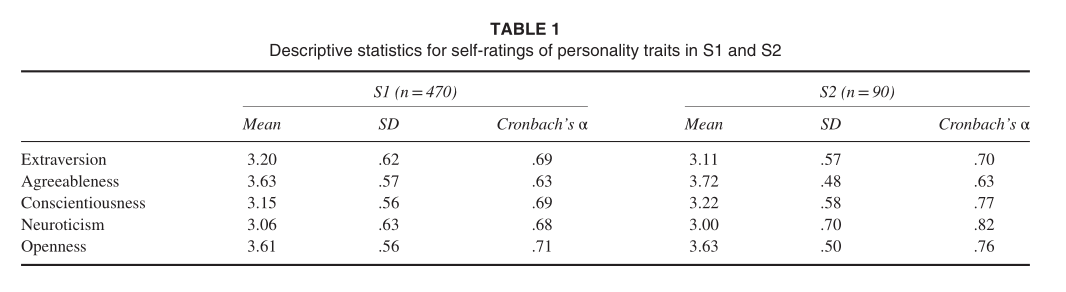 TABLE 1
Descriptive statistics for self-ratings of personality traits in S1 and S2
S1 (n = 470) S2 (n = 90)
Mean SD Cronbach's α Mean SD Cronbach's α
Extraversion 3.20 .62 .69 3.11 .57 .70
Agreeableness 3.63 .57 .63 3.72 .48 .63
Conscientiousness 3.15 .56 .69 3.22 .58 .77
Neuroticism 3.06 .63 .68 3.00 .70 .82
Openness 3.61 .56 .71 3.63 .50 .76